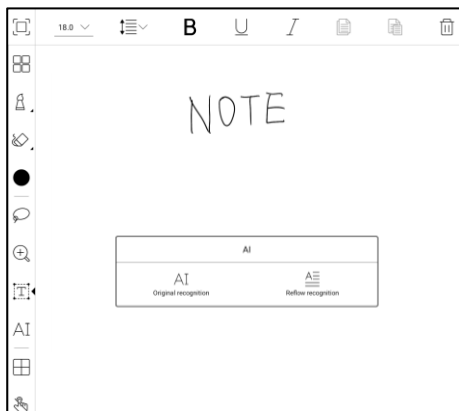 18.0 B U I
NOTE
AI
AI
Original recognition
A
Reflow recognition
T
AI